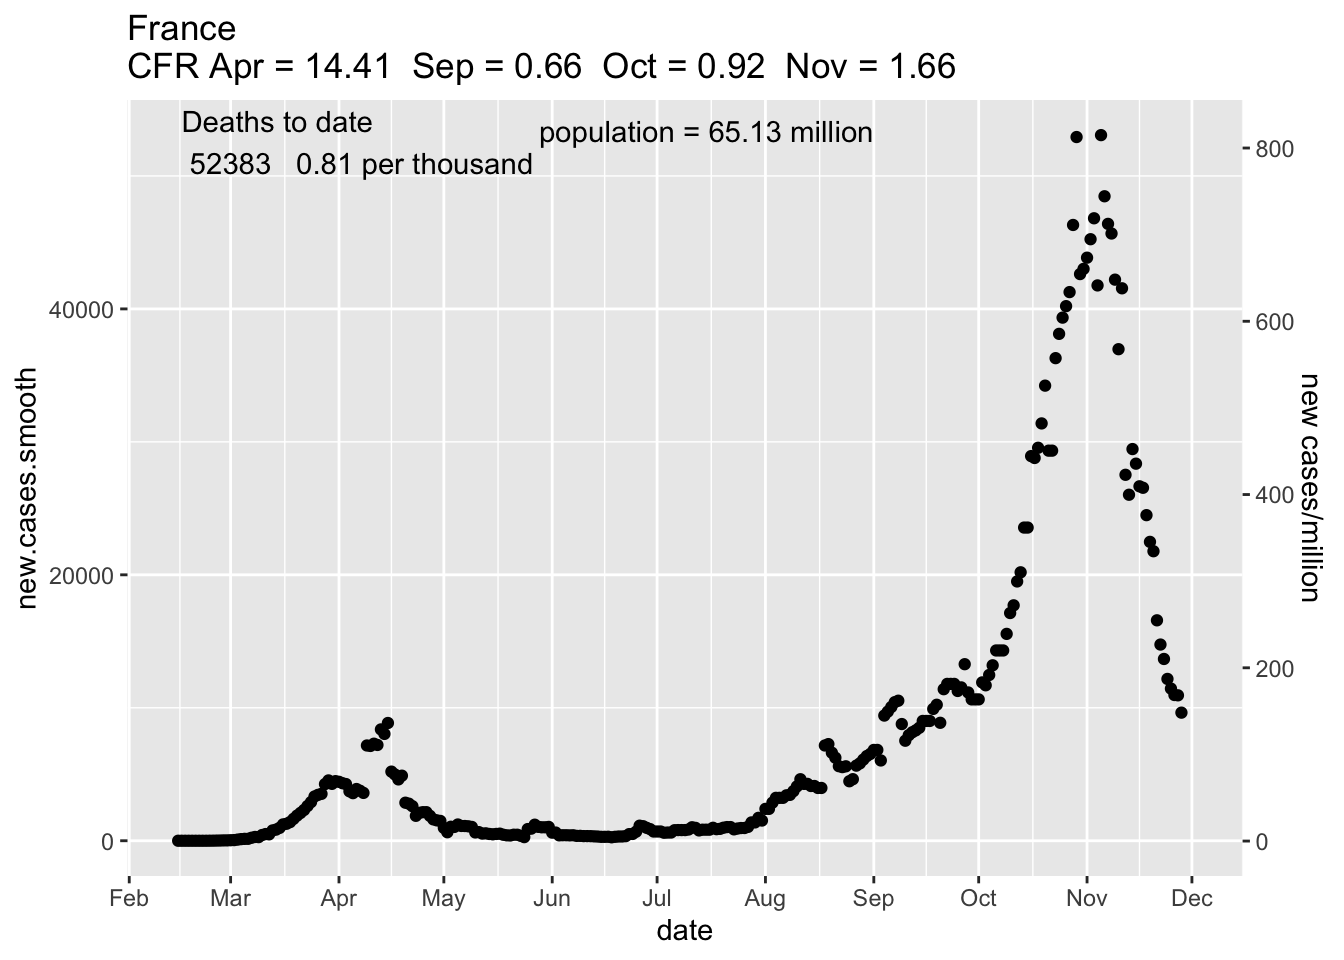 France
CFR Apr = 14.41  Sep = 0.66  Oct = 0.92  Nov = 1.66
Deaths to date
52383   0.81 per thousand
population = 65.13 million
new.cases.smooth
40000
20000
0
800
600
400
200
0
new cases/million
Feb Mar Apr May Jun Jul Aug Sep Oct Nov Dec
date